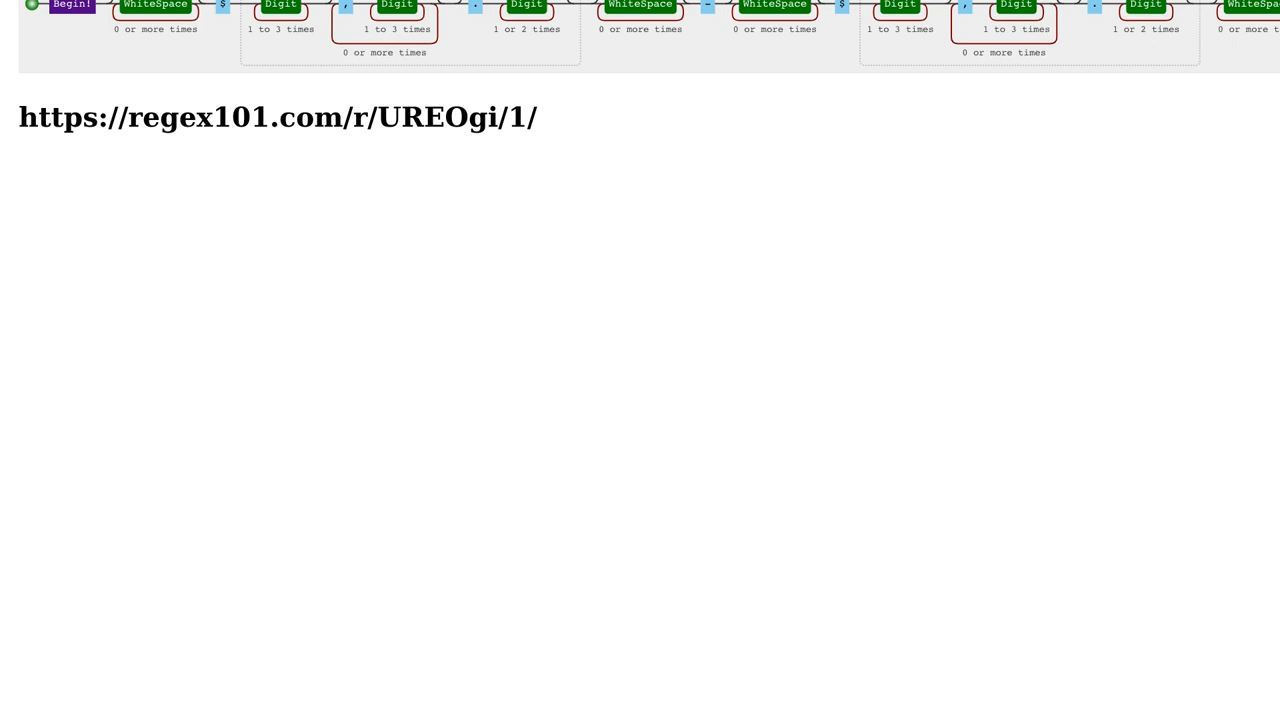 Begin! WhiteSpace $ Digit , Digit . Digit WhiteSpace - WhiteSpace $ Digit , Digit . Digit
0 or more times 1 to 3 times 1 to 3 times 1 or 2 times 0 or more times 0 or more times 1 to 3 times 1 to 3 times 1 or 2 times 0 or more t
0 or more times 0 or more times
https://regex101.com/r/UREOgi/1/